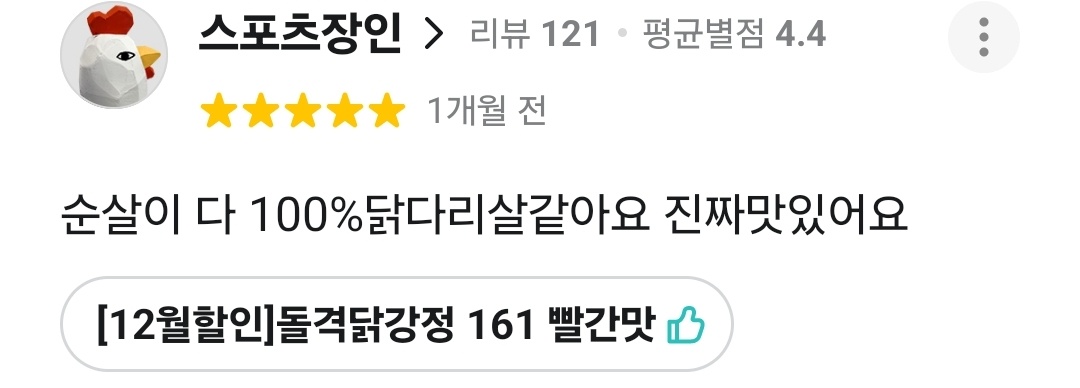 스포츠장인 > 리뷰 121 • 평균별점 4.4
1개월 전
순살이 다 100%닭다리살같아요 진짜맛있어요
[12월할인]돌격닭강정 161 빨간맛